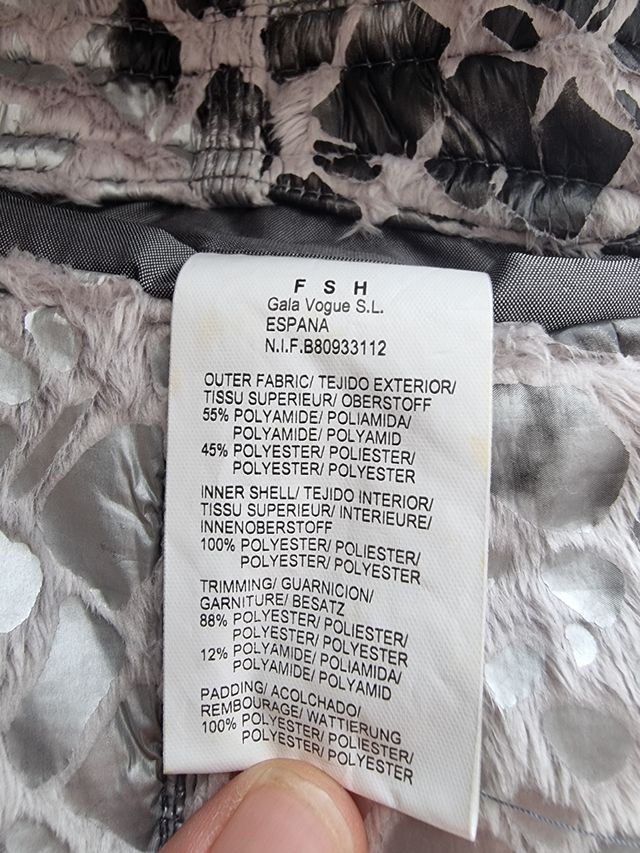 F S H
Gala Vogue S.L.
ESPANA
N.I.F.B80933112
OUTER FABRIC/ TEJIDO EXTERIOR/
TISSU SUPERIEUR/ OBERSTOFF
55% POLYAMIDE/ POLIAMIDA/
POLYAMIDE/ POLYAMID
45% POLYESTER/ POLIESTER/
POLYESTER/ POLYESTER
INNER SHELL/ TEJIDO INTERIOR/
TISSU SUPERIEUR/ INTERIEURE/
INNENOBERSTOFF
100% POLYESTER/ POLIESTER/
POLYESTER/ POLYESTER
TRIMMING/ GUARNICION/
GARNITURE/ BESATZ
88% POLYESTER/ POLIESTER/
POLYESTER/ POLYESTER
12% POLYAMIDE/ POLIAMIDA/
POLYAMIDE/ POLYAMID
PADDING/ ACOLCHADO/
REMBOURAGE/ WATTIERUNG
100% POLYESTER/ POLIESTER/
POLYESTER/ POLYESTER